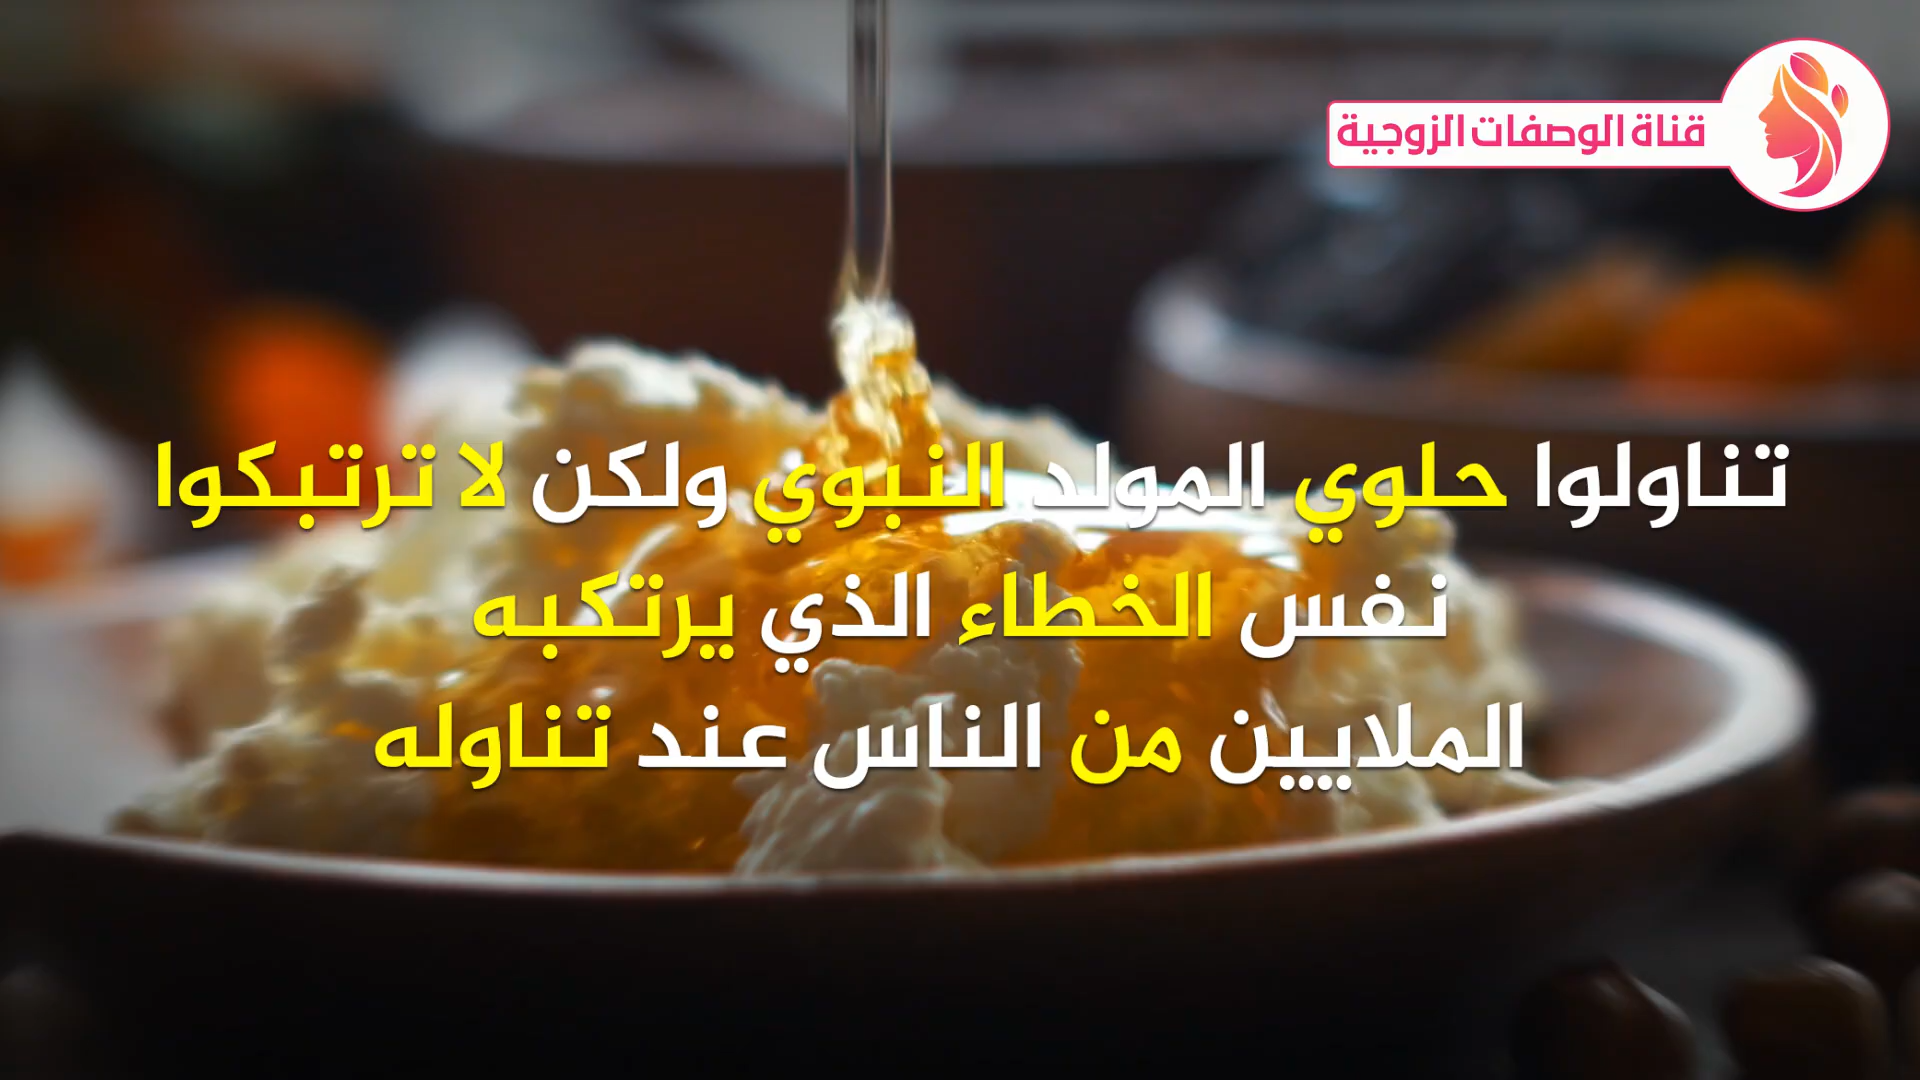 قناة الوصفات الزوجية
تناولوا حلوي المولد النبوي ولكن لا ترتبكوا
نفس الخطاء الذي يرتكبه
الملايين من الناس عند تناوله